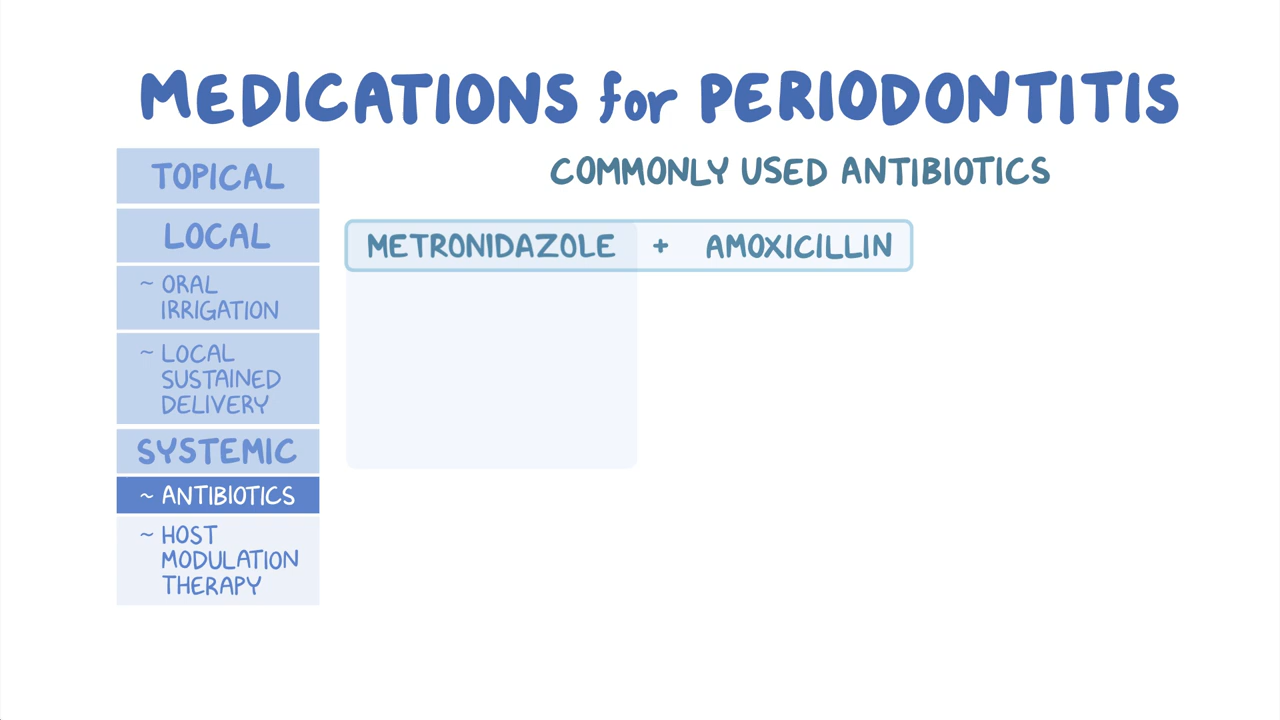 MEDICATIONS for PERIODONTITIS
TOPICAL
LOCAL
~ ORAL
IRRIGATION
~ LOCAL
SUSTAINED
DELIVERY
SYSTEMIC
~ ANTIBIOTICS
~ HOST
MODULATION
THERAPY
COMMONLY USED ANTIBIOTICS
METRONIDAZOLE + AMOXICILLIN